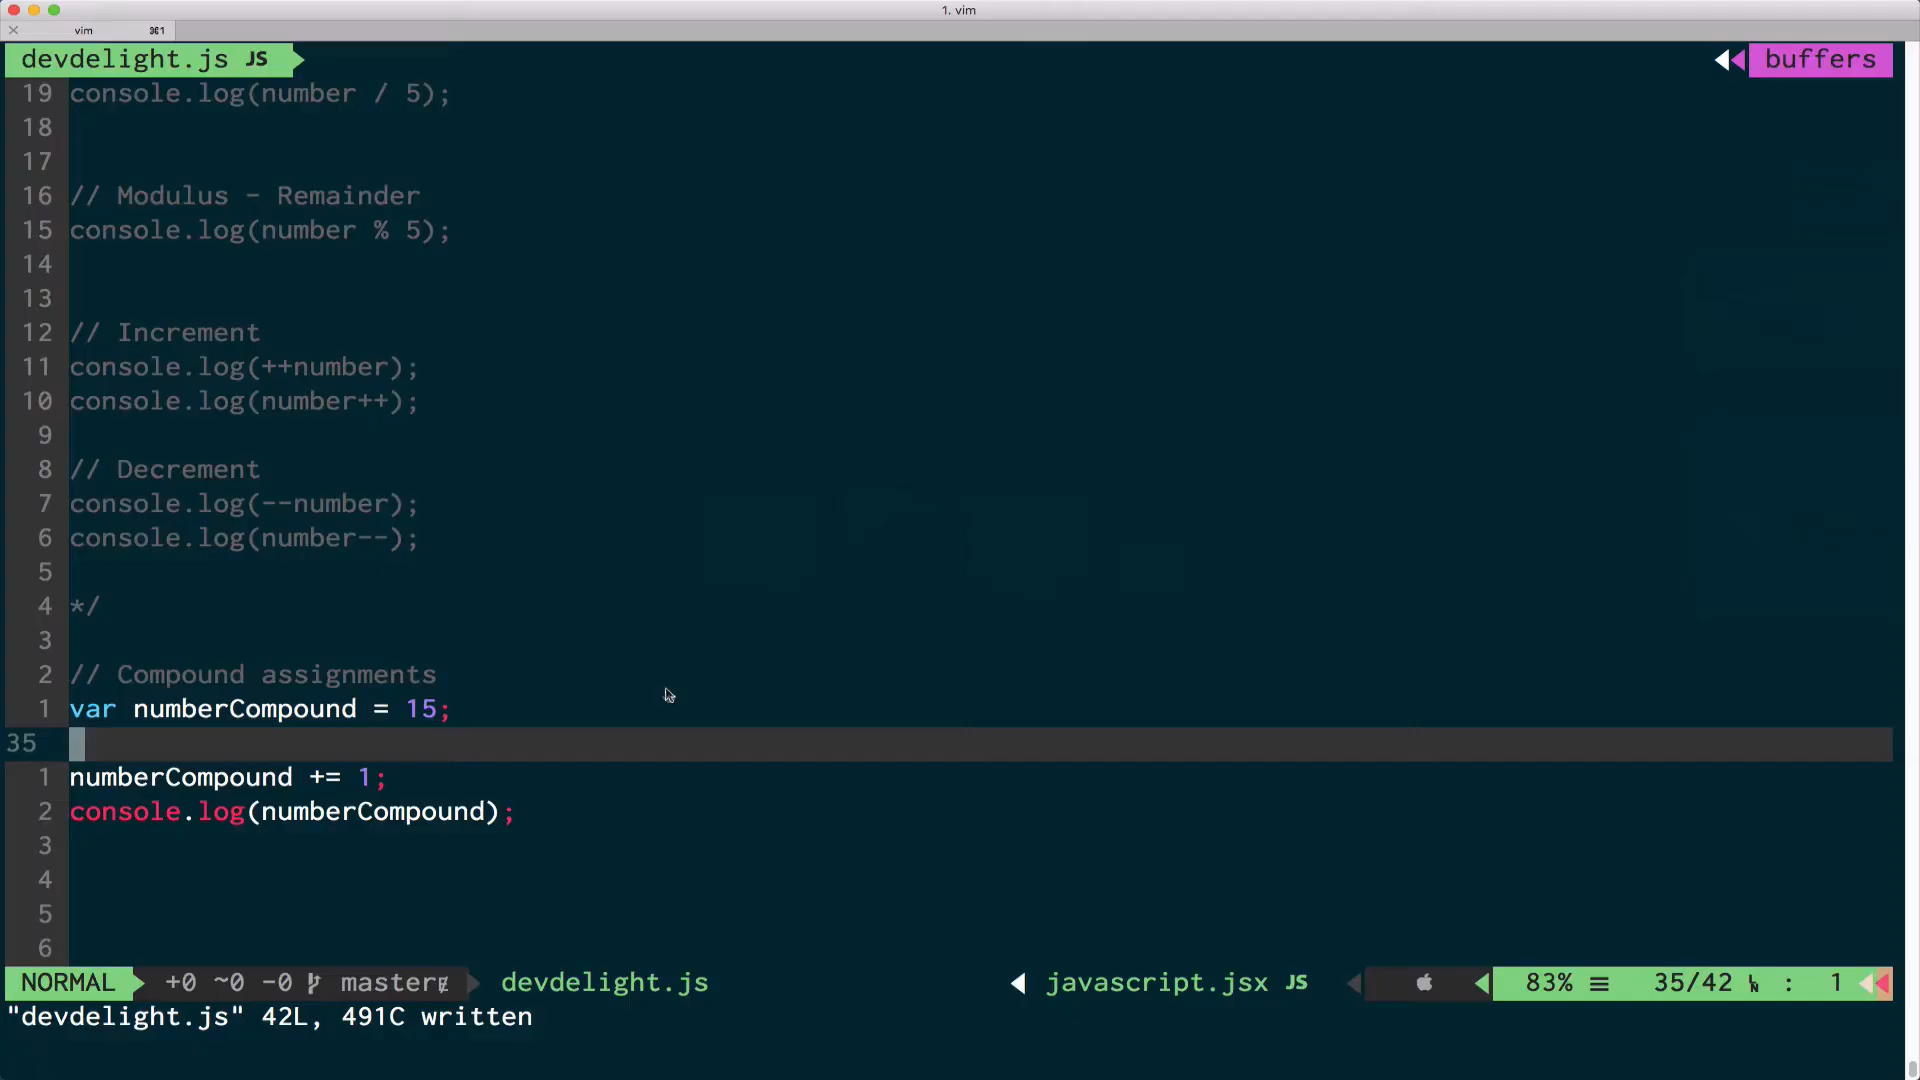 1. vim
vim ⌘1
devdelight.js JS
buffers
19 console.log(number / 5);
18
17
16 // Modulus - Remainder
15 console.log(number % 5);
14
13
12 // Increment
11 console.log(++number);
10 console.log(number++);
9
8 // Decrement
7 console.log(--number);
6 console.log(number--);
5
4 */
3
2 // Compound assignments
1 var numberCompound = 15;
35
1 numberCompound += 1;
2 console.log(numberCompound);
3
4
5
6
NORMAL +0 ~0 -0 master devdelight.js javascript.jsx JS 83% ≡ 35/42 : 1
"devdelight.js" 42L, 491C written